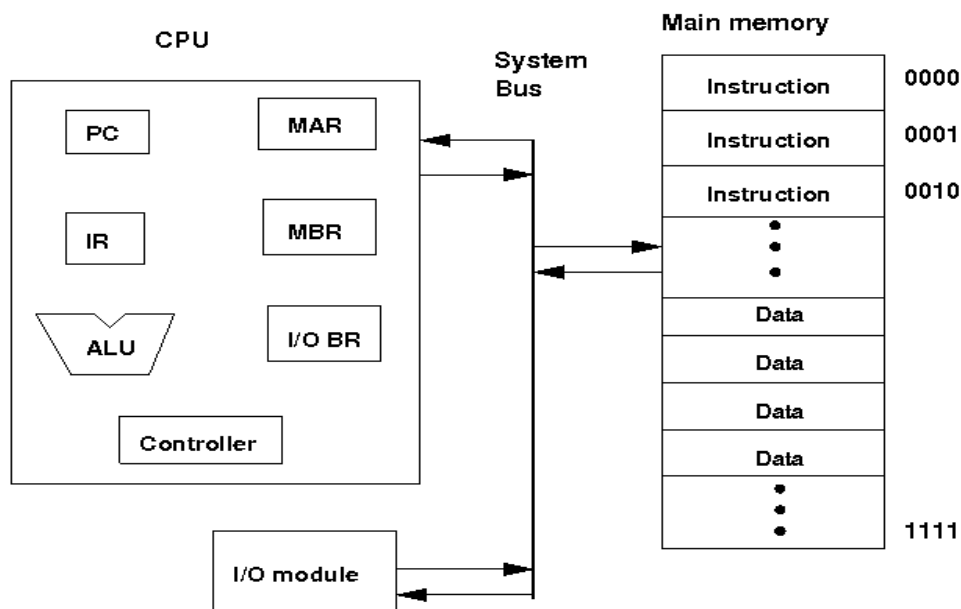 CPU
System
Bus
Main memory
PC
MAR
IR
MBR
ALU
I/O BR
Controller
I/O module
Instruction 0000
Instruction 0001
Instruction 0010
Data
Data
Data
Data
1111